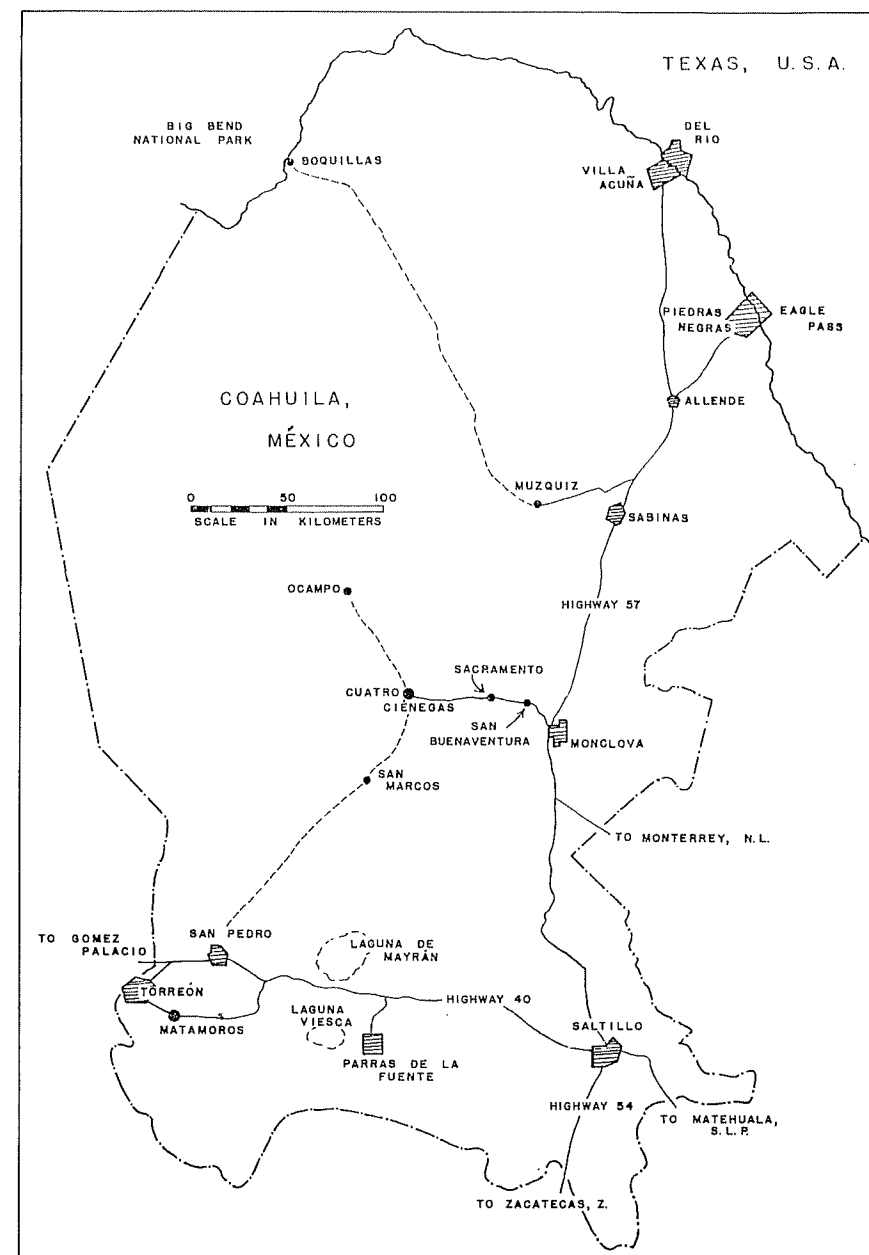 TEXAS, U.S.A.
BIG BEND
NATIONAL PARK
BOQUILLAS
DEL
RIO
VILLA
ACUÑA
PIEDRAS
NEGRAS
EAGLE
PASS
ALLENDE
COAHUILA,
MÉXICO
0 50 100
SCALE IN KILOMETERS
MUZQUIZ
SABINAS
OCAMPO
HIGHWAY 57
SACRAMENTO
CUATRO
CIÉNEGAS
SAN
BUENAVENTURA
MONCLOVA
SAN
MARCOS
TO MONTERREY, N.L.
SAN PEDRO
TO GOMEZ
PALACIO
LAGUNA DE
MAYRÁN
TORREÓN
HIGHWAY 40
LAGUNA
VIESCA
MATAMOROS
SALTILLO
PARRAS DE LA
FUENTE
HIGHWAY 54
TO MATEHUALA,
S.L.P.
TO ZACATECAS, Z.